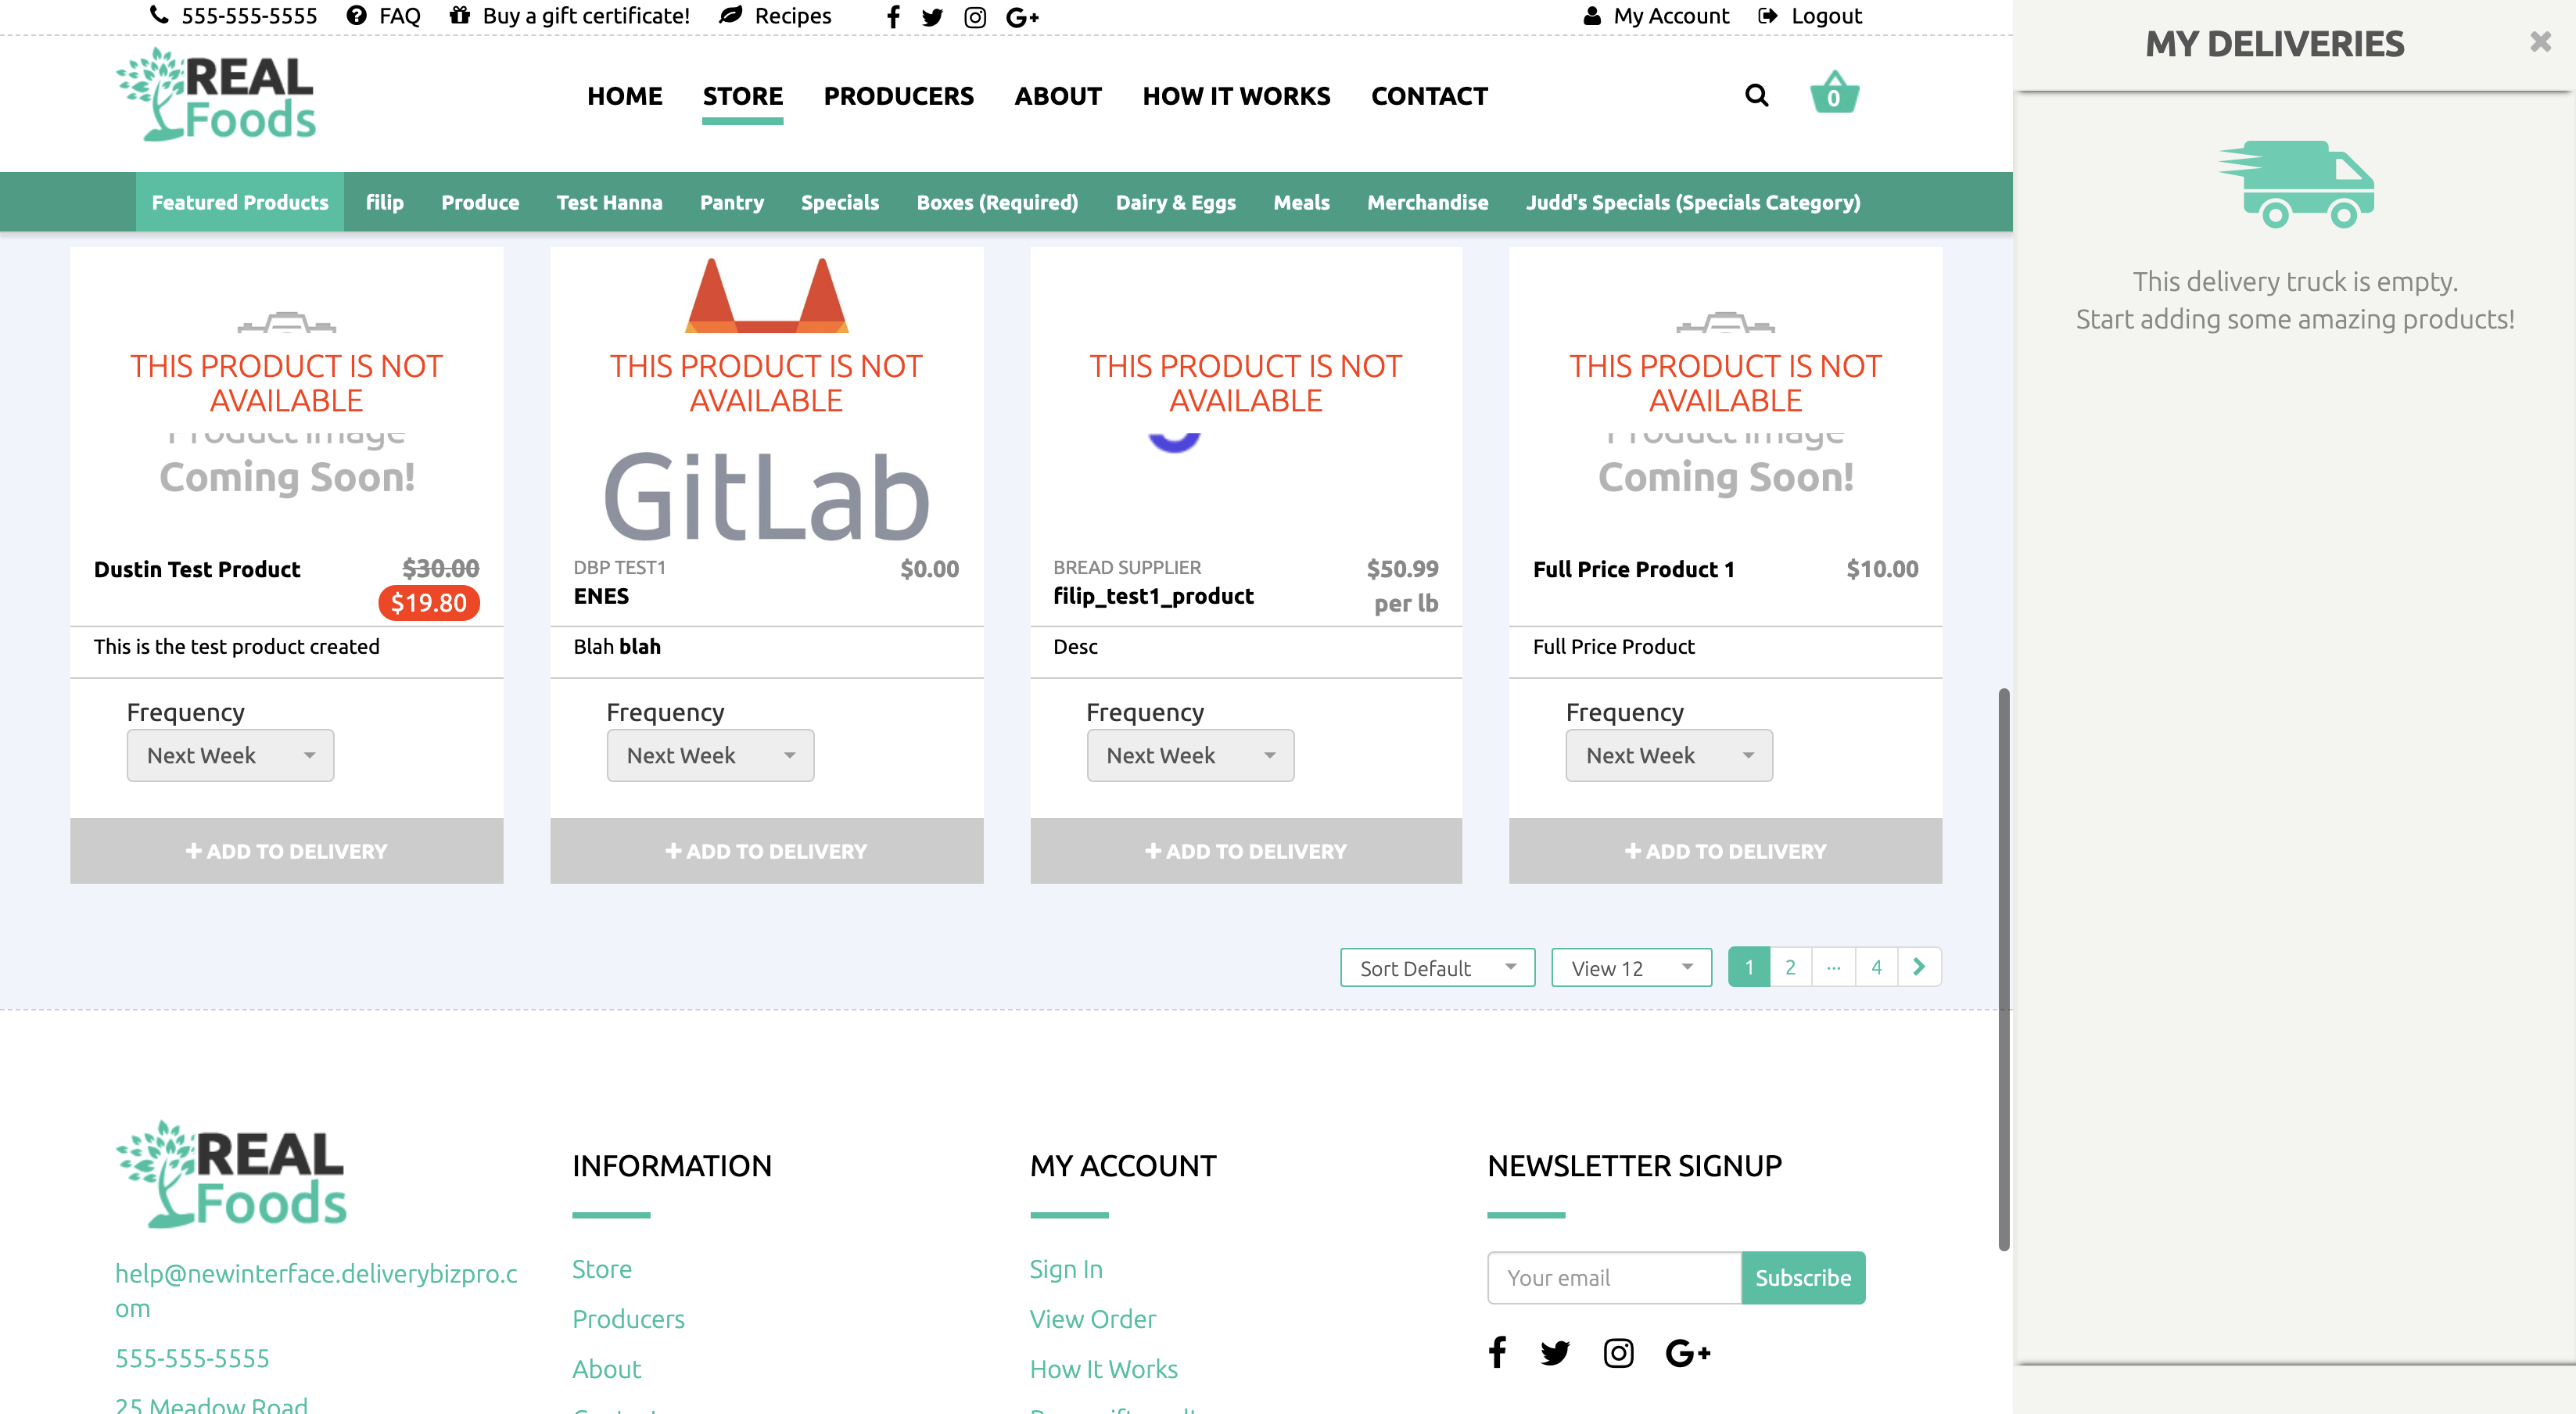 555-555-5555 FAQ Buy a gift certificate! Recipes G+ My Account Logout
REAL
Foods
HOME STORE PRODUCERS ABOUT HOW IT WORKS CONTACT 0
Featured Products filip Produce Test Hanna Pantry Specials Boxes (Required) Dairy & Eggs Meals Merchandise Judd's Specials (Specials Category)
THIS PRODUCT IS NOT
AVAILABLE
Product Image
Coming Soon!
Dustin Test Product $30.00
$19.80
This is the test product created
Frequency
Next Week
+ ADD TO DELIVERY
THIS PRODUCT IS NOT
AVAILABLE
GitLab
DBP TEST1 $0.00
ENES
Blah blah
Frequency
Next Week
+ ADD TO DELIVERY
THIS PRODUCT IS NOT
AVAILABLE
BREAD SUPPLIER $50.99
filip_test1_product per lb
Desc
Frequency
Next Week
+ ADD TO DELIVERY
THIS PRODUCT IS NOT
AVAILABLE
Product Image
Coming Soon!
Full Price Product 1 $10.00
Full Price Product
Frequency
Next Week
+ ADD TO DELIVERY
Sort Default View 12 1 2 ... 4
REAL
Foods
help@newinterface.deliverybizpro.c
om
555-555-5555
25 Meadow Road
INFORMATION
Store
Producers
About
MY ACCOUNT
Sign In
View Order
How It Works
NEWSLETTER SIGNUP
Your email Subscribe
G+
MY DELIVERIES
This delivery truck is empty.
Start adding some amazing products!